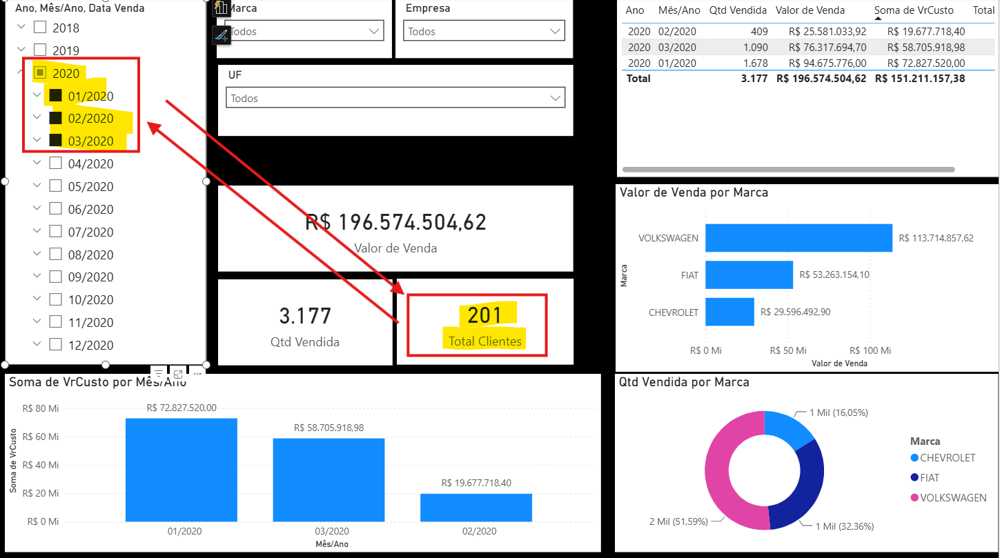 Ano, Mês/Ano, Data Venda
2018
2019
2020
01/2020
02/2020
03/2020
04/2020
05/2020
06/2020
07/2020
08/2020
09/2020
10/2020
11/2020
12/2020
Marca
Todos
Empresa
Todos
UF
Todos
R$ 196.574.504,62
Valor de Venda
3.177
Qtd Vendida
201
Total Clientes
Ano Mês/Ano Qtd Vendida Valor de Venda Soma de VrCusto Total
2020 02/2020 409 R$ 25.581.033,92 R$ 19.677.718,40
2020 03/2020 1.090 R$ 76.317.694,70 R$ 58.705.918,98
2020 01/2020 1.678 R$ 94.675.776,00 R$ 72.827.520,00
Total 3.177 R$ 196.574.504,62 R$ 151.211.157,38
Valor de Venda por Marca
Marca
VOLKSWAGEN R$ 113.714.857,62
FIAT R$ 53.263.154,10
CHEVROLET R$ 29.596.492,90
R$ 0 Mi R$ 50 Mi R$ 100 Mi
Valor de Venda
Soma de VrCusto por Mês/Ano
Soma de VrCusto
R$ 80 Mi
R$ 60 Mi
R$ 40 Mi
R$ 20 Mi
R$ 0 Mi
R$ 72.827.520,00
R$ 58.705.918,98
R$ 19.677.718,40
01/2020 03/2020 02/2020
Mês/Ano
Qtd Vendida por Marca
1 Mil (16,05%)
2 Mil (51,59%)
1 Mil (32,36%)
Marca
CHEVROLET
FIAT
VOLKSWAGEN